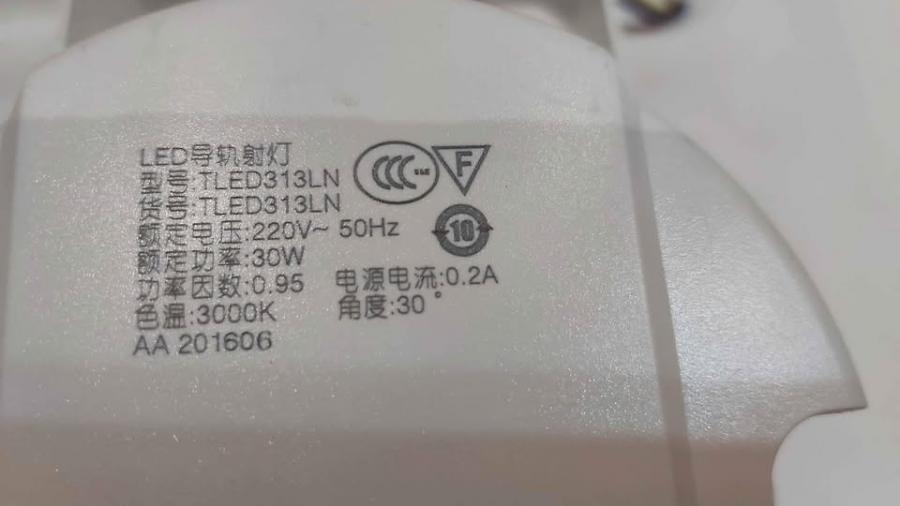 LED导轨射灯
型号:TLED313LN
货号:TLED313LN
额定电压:220V~ 50Hz
额定功率:30W
功率因数:0.95 电源电流:0.2A
色温:3000K 角度:30°
AA 201606
CCC
F
10